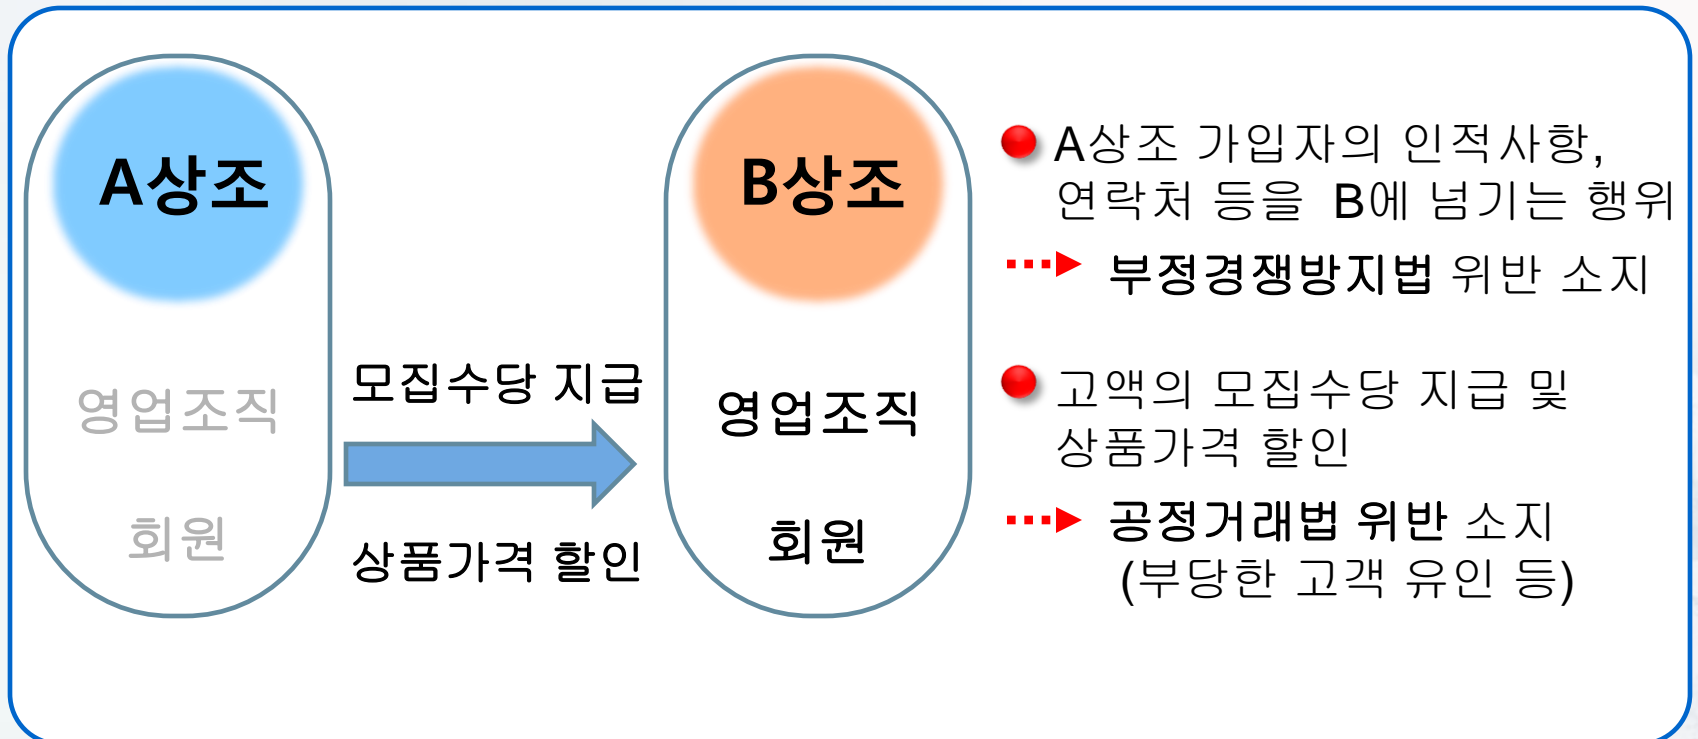 A상조
영업조직
회원
모집수당 지급
상품가격 할인
B상조
영업조직
회원
A상조 가입자의 인적사항,
연락처 등을 B에 넘기는 행위
부정경쟁방지법 위반 소지
고액의 모집수당 지급 및
상품가격 할인
공정거래법 위반 소지
(부당한 고객 유인 등)